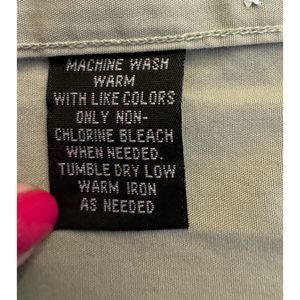 MACHINE WASH
WARM
WITH LIKE COLORS
ONLY NON-
CHLORINE BLEACH
WHEN NEEDED.
TUMBLE DRY LOW
WARM IRON
AS NEEDED